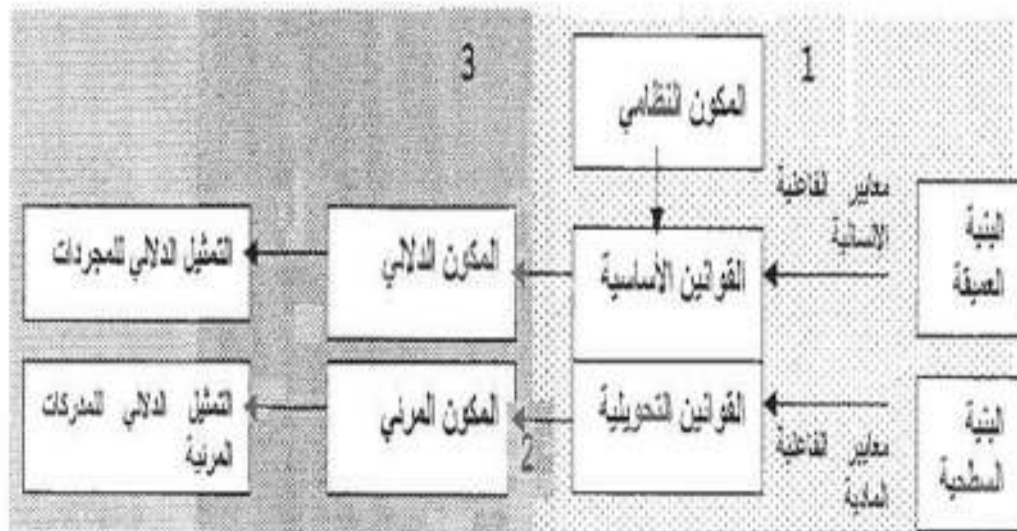 1
3
المكون النظامي
معايير الفاعلية
الانسانية
البنية
العميقة
القوانين الأساسية
المكون الدلالي
التمثيل الدلالي للمجردات
البنية
السطحية
معايير الفاعلية
المادية
القوانين التحويلية
2
المكون المرئي
التمثيل الدلالي للمدركات
المرئية